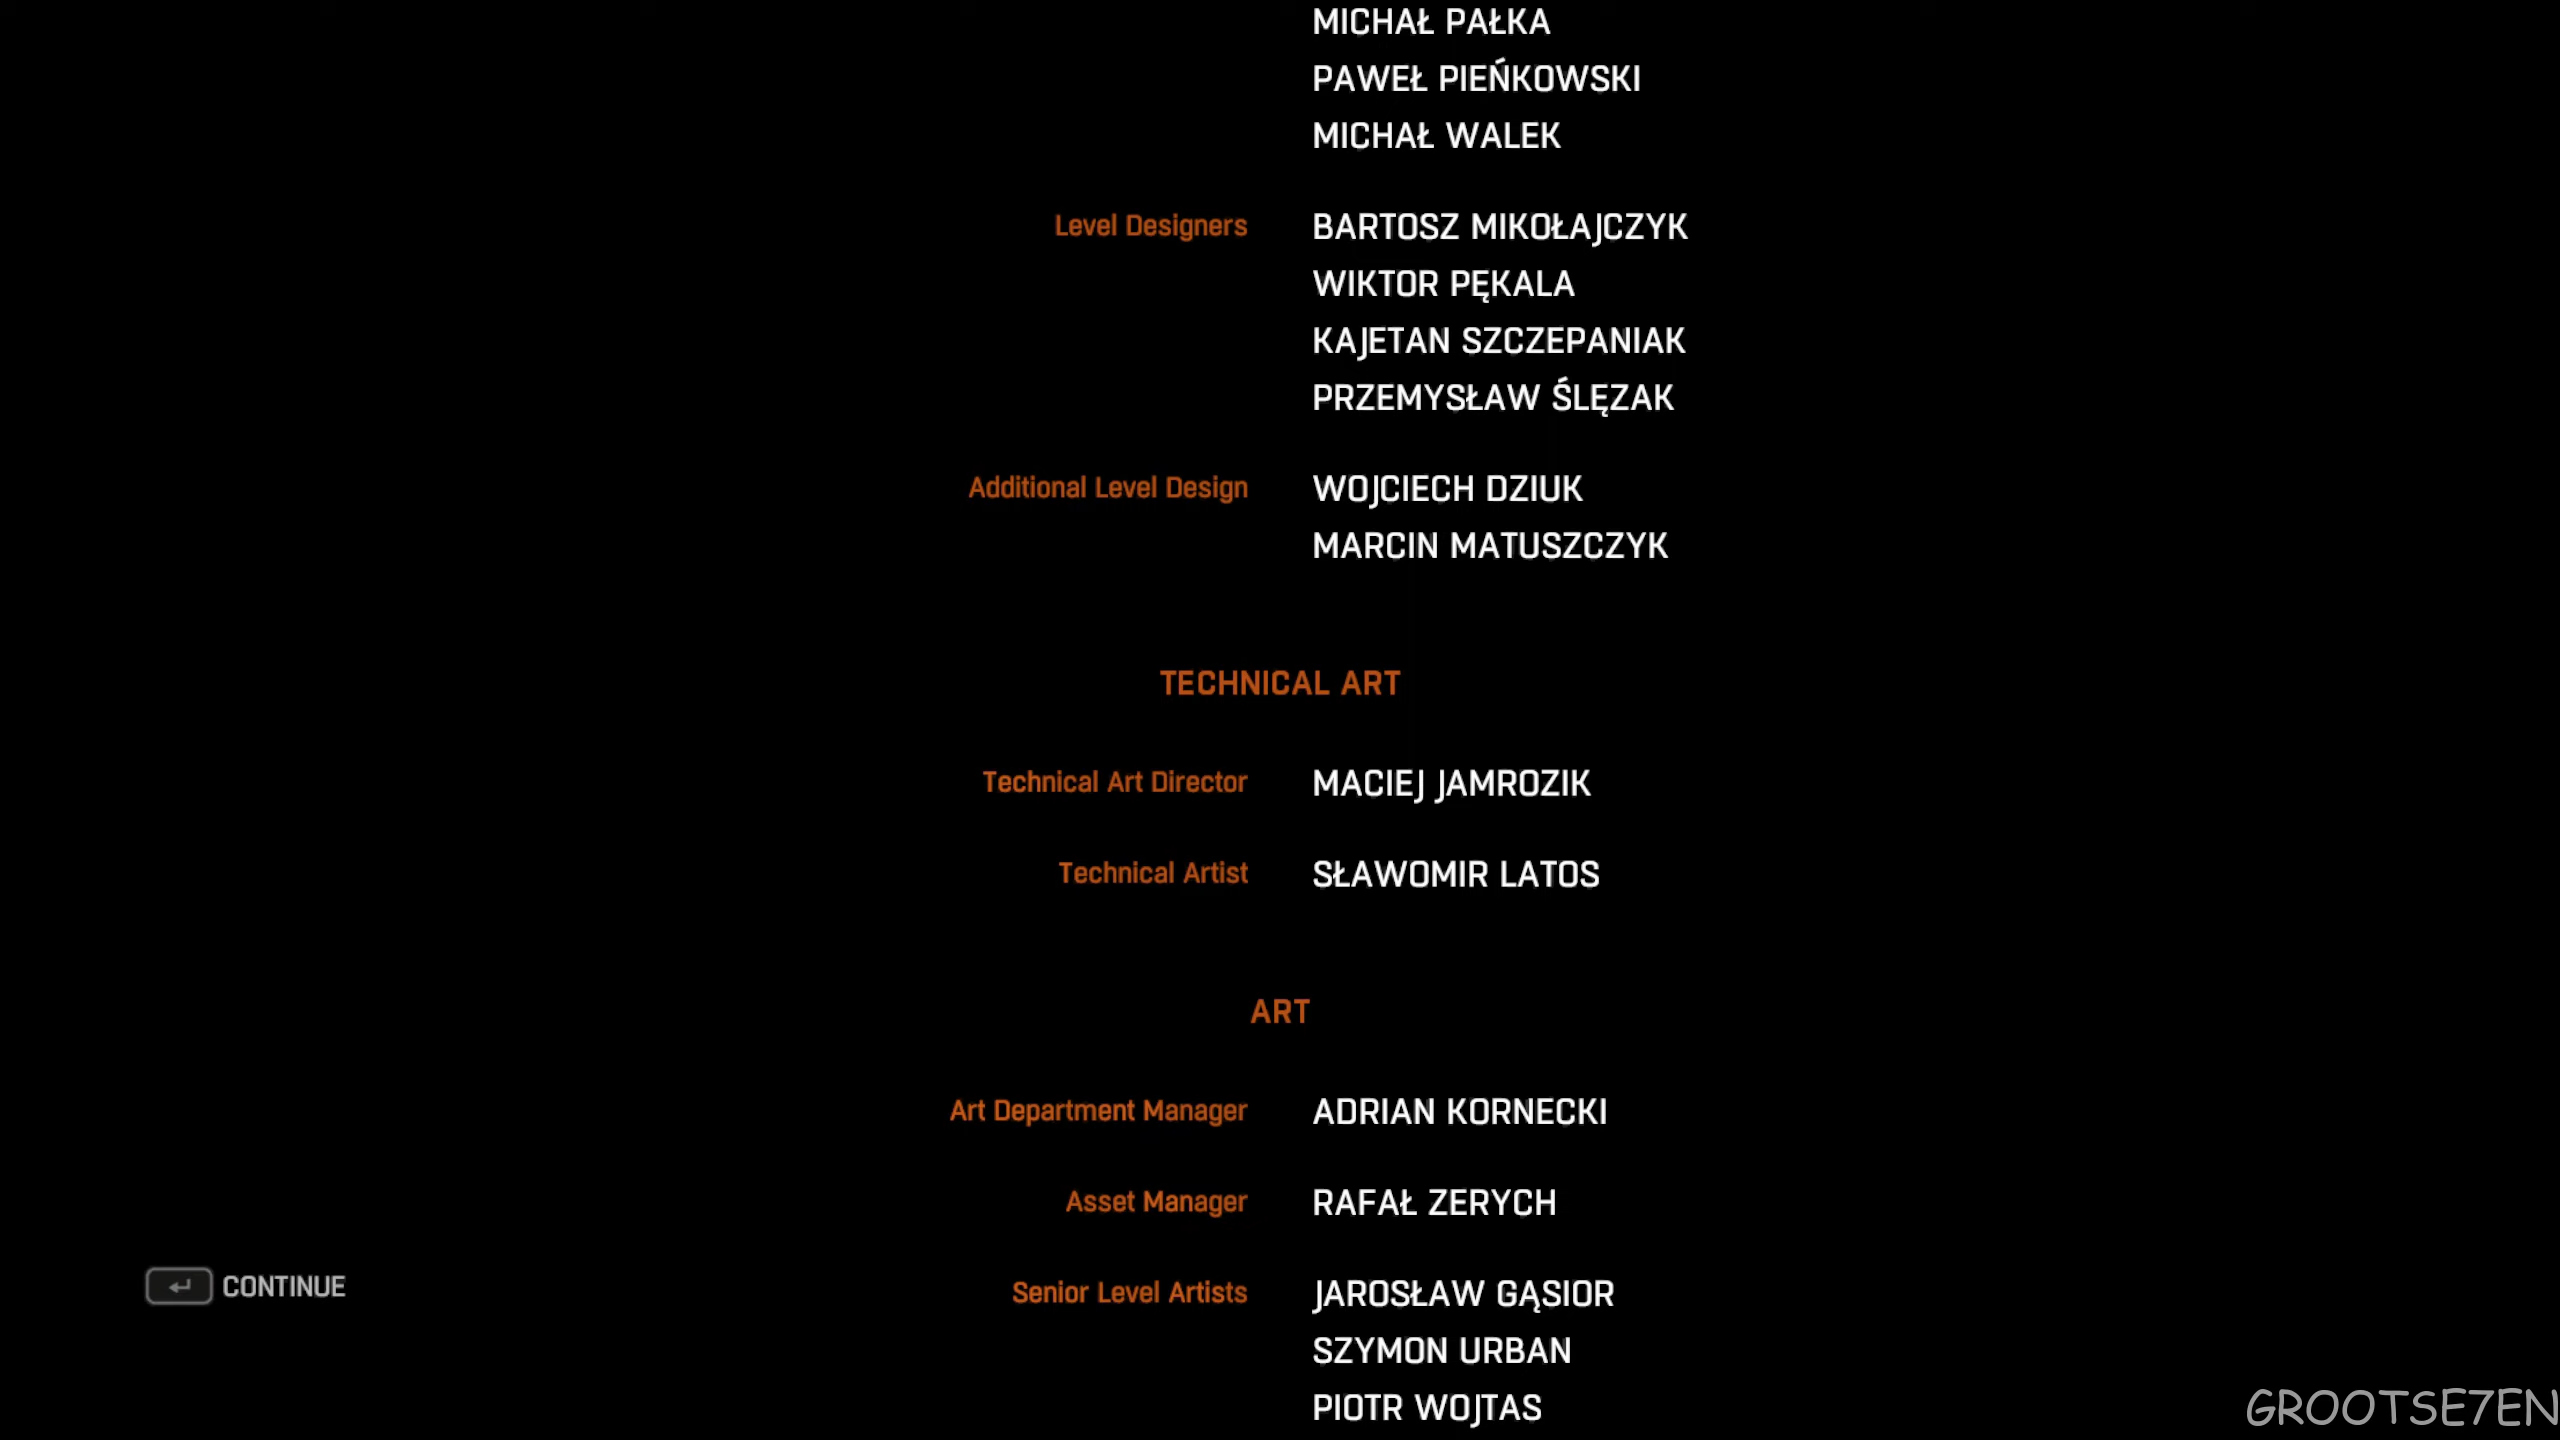 MICHAŁ PAŁKA
PAWEŁ PIEŃKOWSKI
MICHAŁ WALEK
Level Designers BARTOSZ MIKOŁAJCZYK
WIKTOR PĘKALA
KAJETAN SZCZEPANIAK
PRZEMYSŁAW ŚLĘZAK
Additional Level Design WOJCIECH DZIUK
MARCIN MATUSZCZYK
TECHNICAL ART
Technical Art Director MACIEJ JAMROZIK
Technical Artist SŁAWOMIR LATOS
ART
Art Department Manager ADRIAN KORNECKI
Asset Manager RAFAŁ ZERYCH
CONTINUE
Senior Level Artists JAROSŁAW GĄSIOR
SZYMON URBAN
PIOTR WOJTAS
GROOTSE7EN